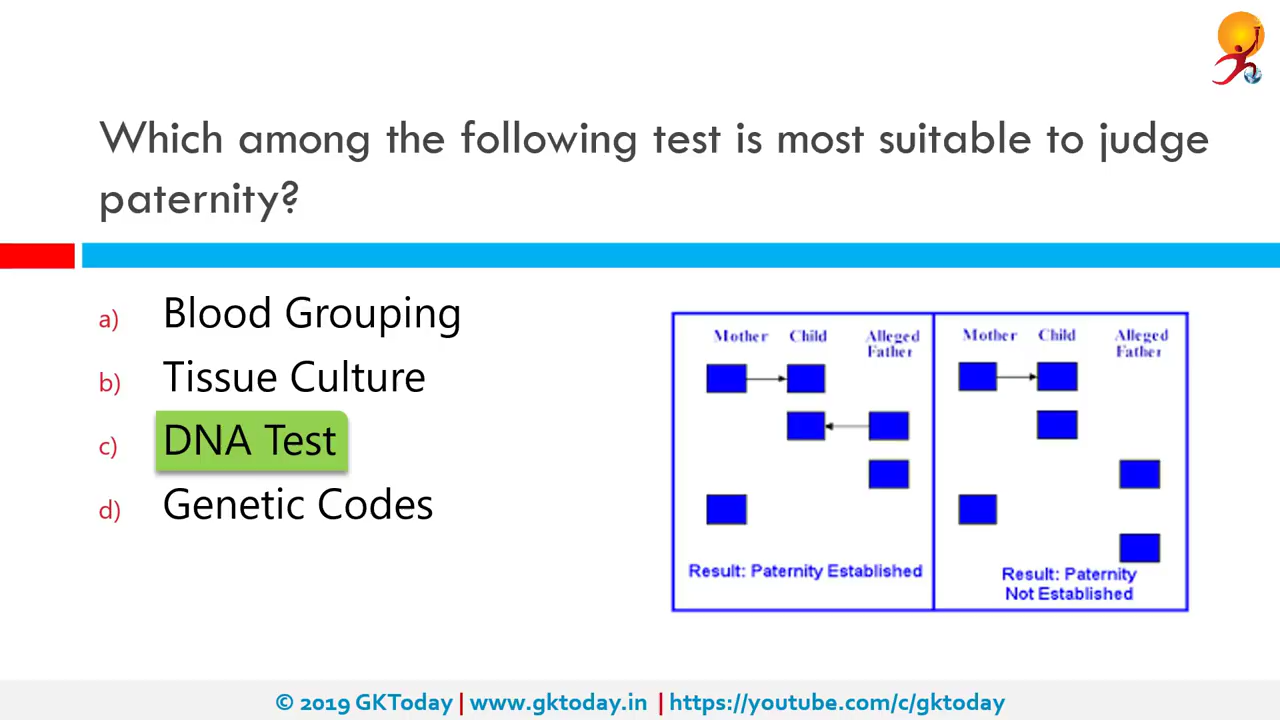 Which among the following test is most suitable to judge
paternity?
a) Blood Grouping
b) Tissue Culture
c) DNA Test
d) Genetic Codes
Mother Child Alleged
Father
Result: Paternity Established
Mother Child Alleged
Father
Result: Paternity
Not Established
© 2019 GKToday | www.gktoday.in | https://youtube.com/c/gktoday